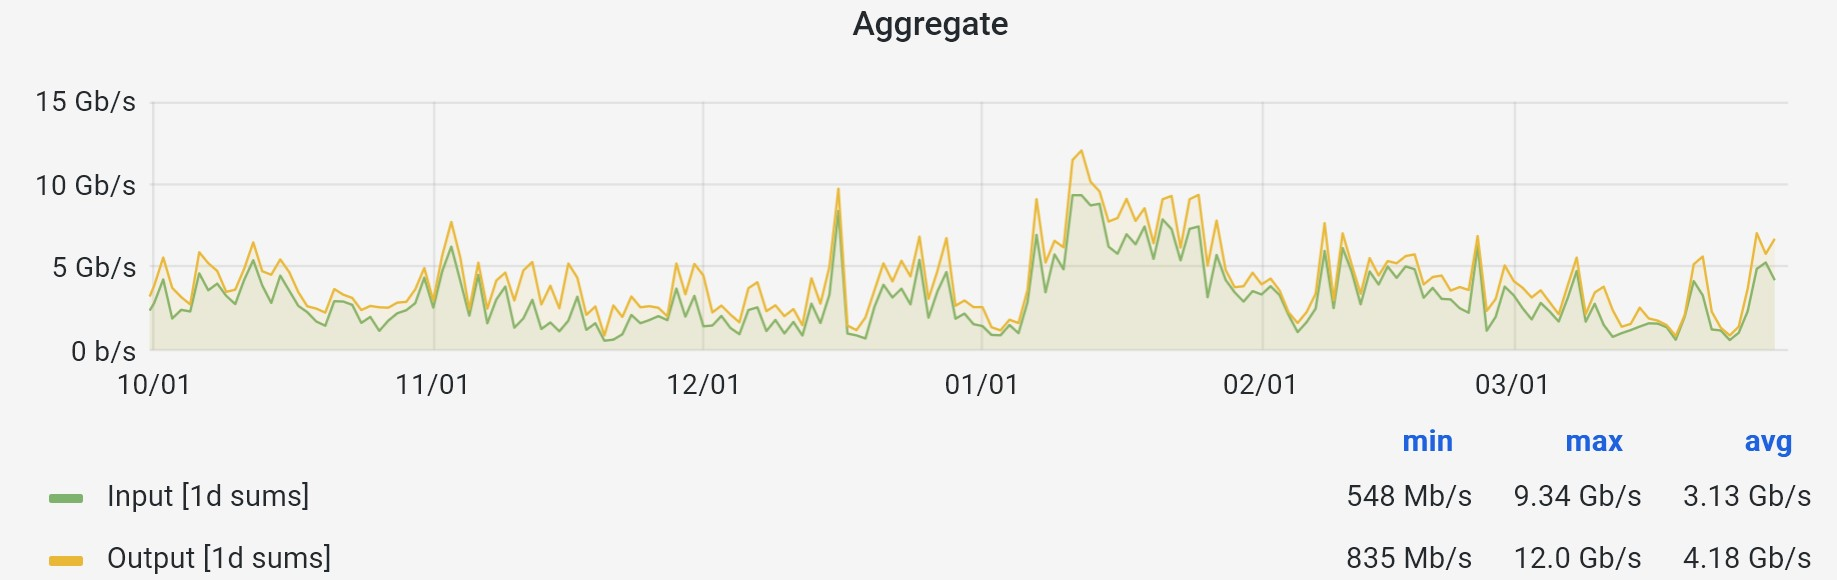 Aggregate
15 Gb/s
10 Gb/s
5 Gb/s
0 b/s
10/01 11/01 12/01 01/01 02/01 03/01
min max avg
Input [1d sums] 548 Mb/s 9.34 Gb/s 3.13 Gb/s
Output [1d sums] 835 Mb/s 12.0 Gb/s 4.18 Gb/s